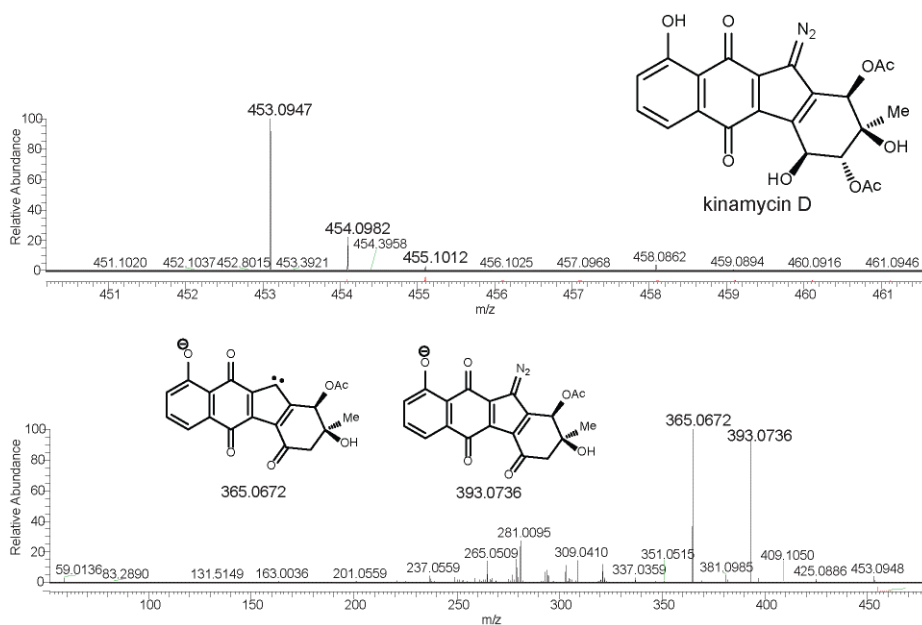 OH
O
N₂
OAc
Me
OH
O
HO
OAc
kinamycin D
Relative Abundance
100
80
60
40
20
0
453.0947
454.0982
454.3958
451.1020
452.1037
452.8015
453.3921
455.1012
456.1025
457.0968
458.0862
459.0894
460.0916
461.0946
451
452
453
454
455
456
457
458
459
460
461
m/z
⊖
O
O
OAc
Me
OH
O
O
365.0672
⊖
O
O
N₂
OAc
Me
OH
O
O
393.0736
Relative Abundance
100
80
60
40
20
0
365.0672
393.0736
281.0095
265.0509
309.0410
351.0515
409.1050
59.0136
83.2890
131.5149
163.0036
201.0559
237.0559
337.0359
381.0985
425.0886
453.0948
100
150
200
250
300
350
400
450
m/z